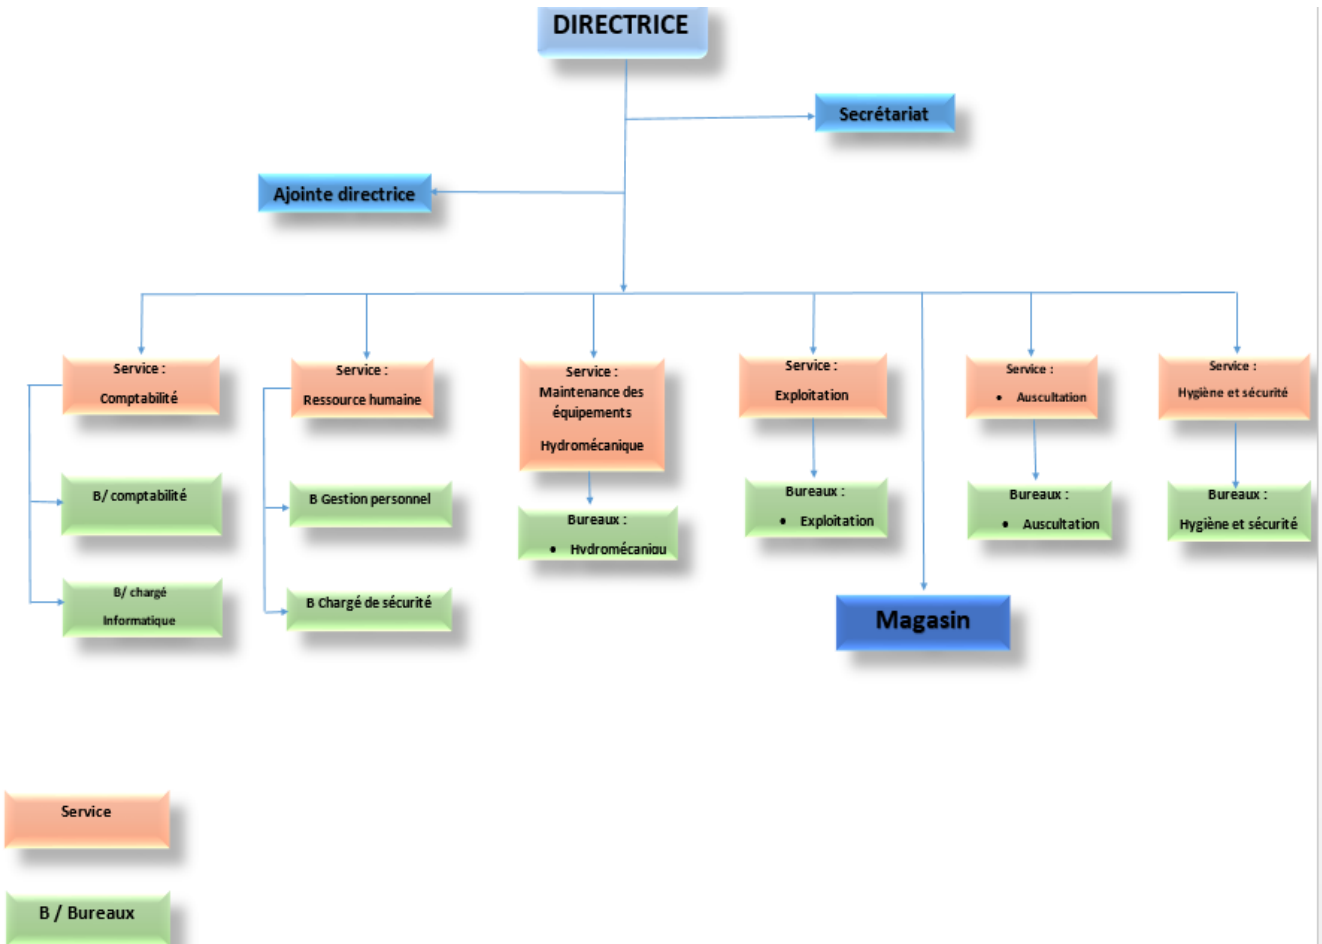 DIRECTRICE
Secrétariat
Ajointe directrice
Service :
Comptabilité
Service :
Ressource humaine
Service :
Maintenance des
équipements
Hydromécanique
Service :
Exploitation
Service :
• Auscultation
Service :
Hygiène et sécurité
B/ comptabilité
B Gestion personnel
Bureaux :
• Hydromécaniqu
Bureaux :
• Exploitation
Bureaux :
• Auscultation
Bureaux :
Hygiène et sécurité
B/ chargé
Informatique
B Chargé de sécurité
Magasin
Service
B / Bureaux